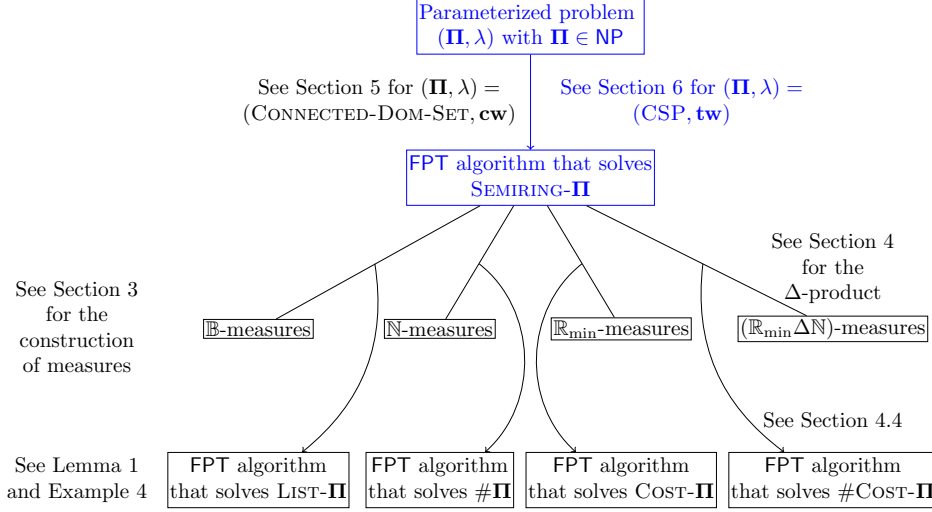 Parameterized problem
(Π, λ) with Π ∈ NP
See Section 5 for (Π, λ) =
(CONNECTED-DOM-SET, cw)
See Section 6 for (Π, λ) =
(CSP, tw)
FPT algorithm that solves
SEMIRING-Π
See Section 4
for the
Δ-product
See Section 3
for the
construction
of measures
𝔹-measures
ℕ-measures
ℝmin-measures
(ℝminΔℕ)-measures
See Section 4.4
See Lemma 1
and Example 4
FPT algorithm
that solves LIST-Π
FPT algorithm
that solves #Π
FPT algorithm
that solves COST-Π
FPT algorithm
that solves #COST-Π